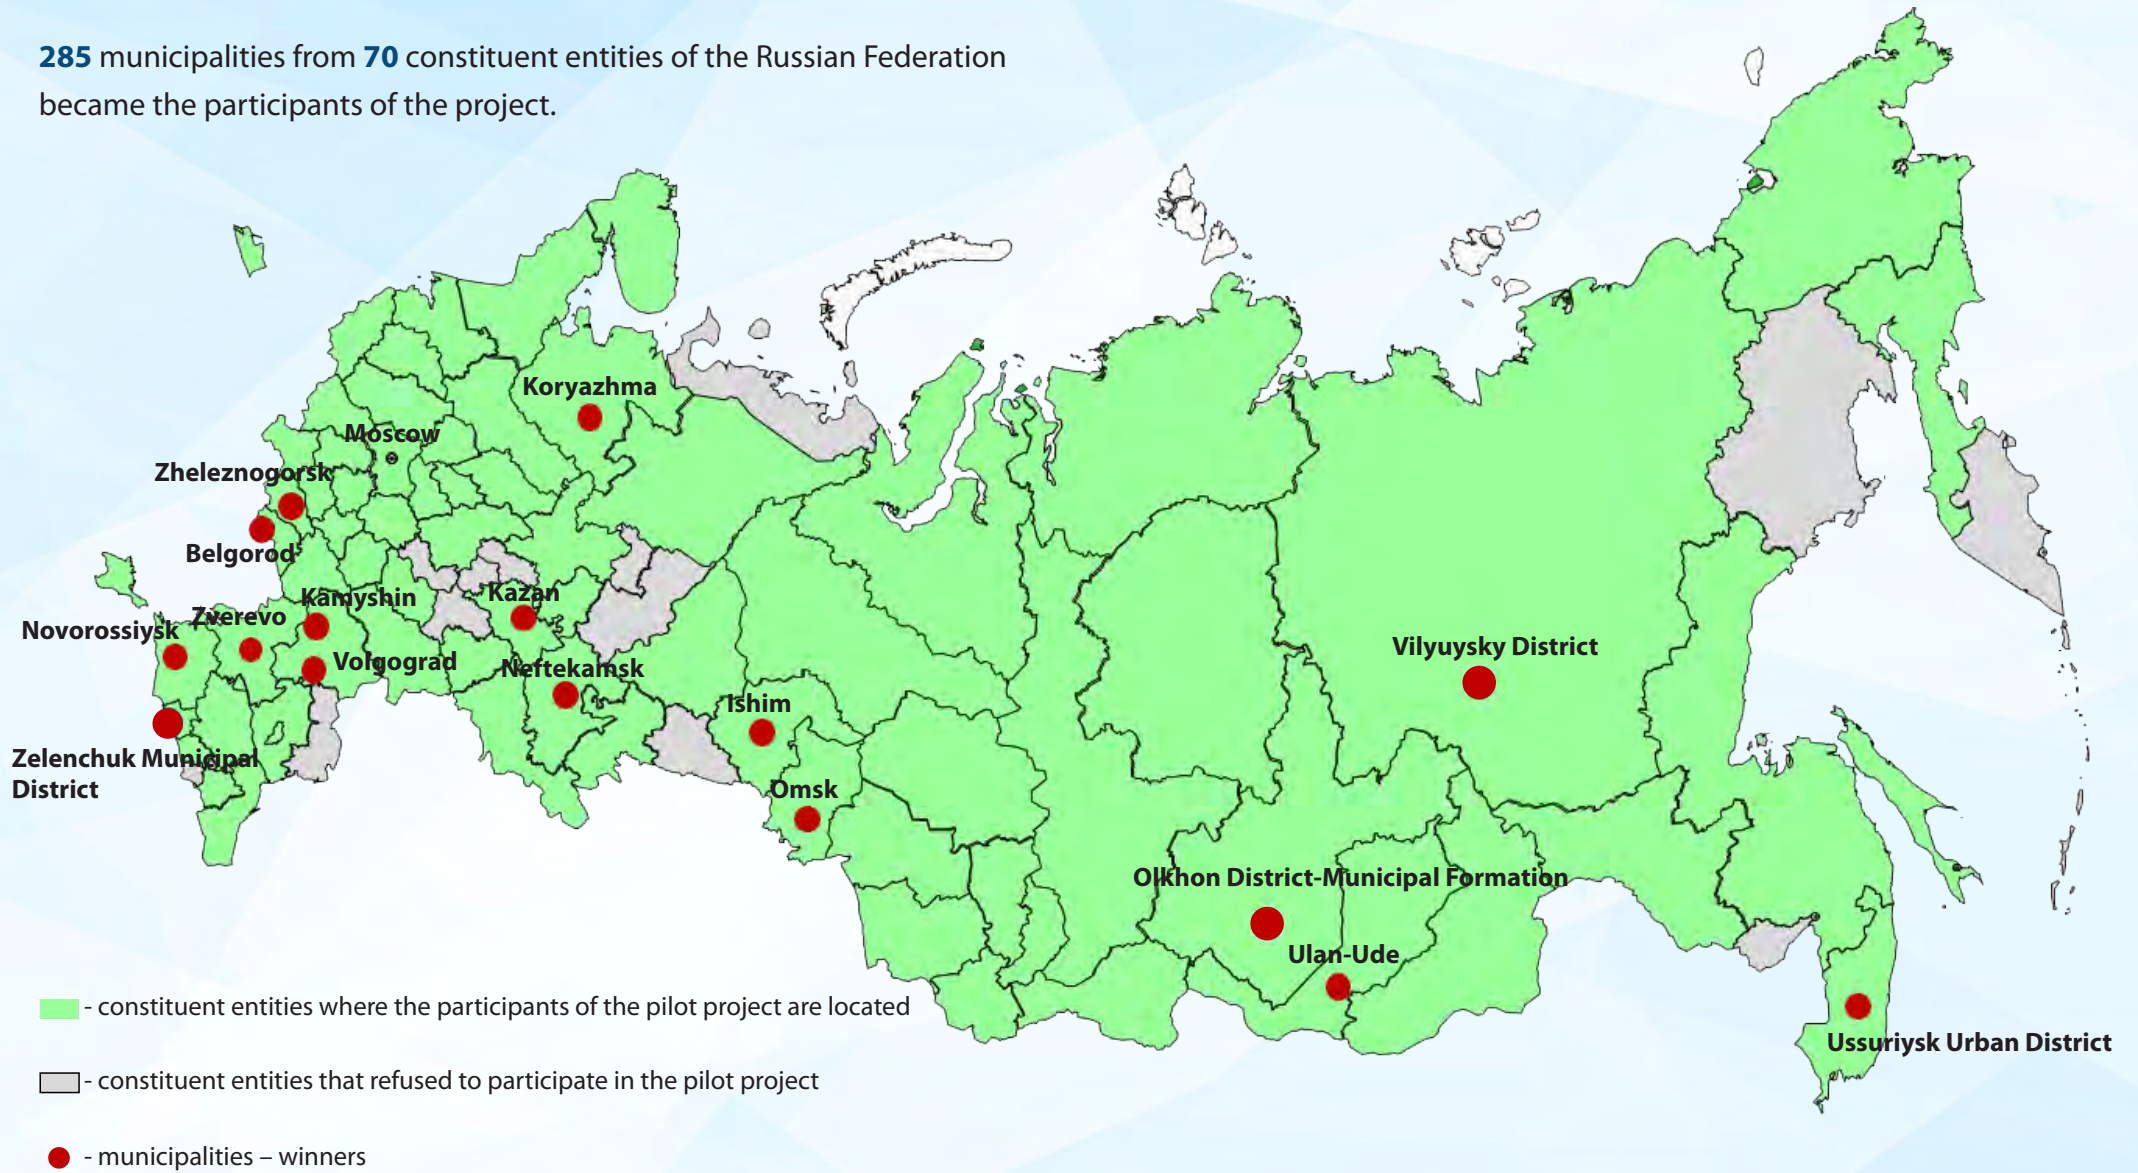 285 municipalities from 70 constituent entities of the Russian Federation
became the participants of the project.
Koryazhma
Moscow
Zheleznogorsk
Belgorod
Kamyshin
Kazan
Zverevo
Novorossiysk
Volgograd
Neftekamsk
Vilyuysky District
Ishim
Zelenchuk Municipal
District
Omsk
Olkhon District-Municipal Formation
Ulan-Ude
Ussuriysk Urban District
- constituent entities where the participants of the pilot project are located
- constituent entities that refused to participate in the pilot project
- municipalities – winners